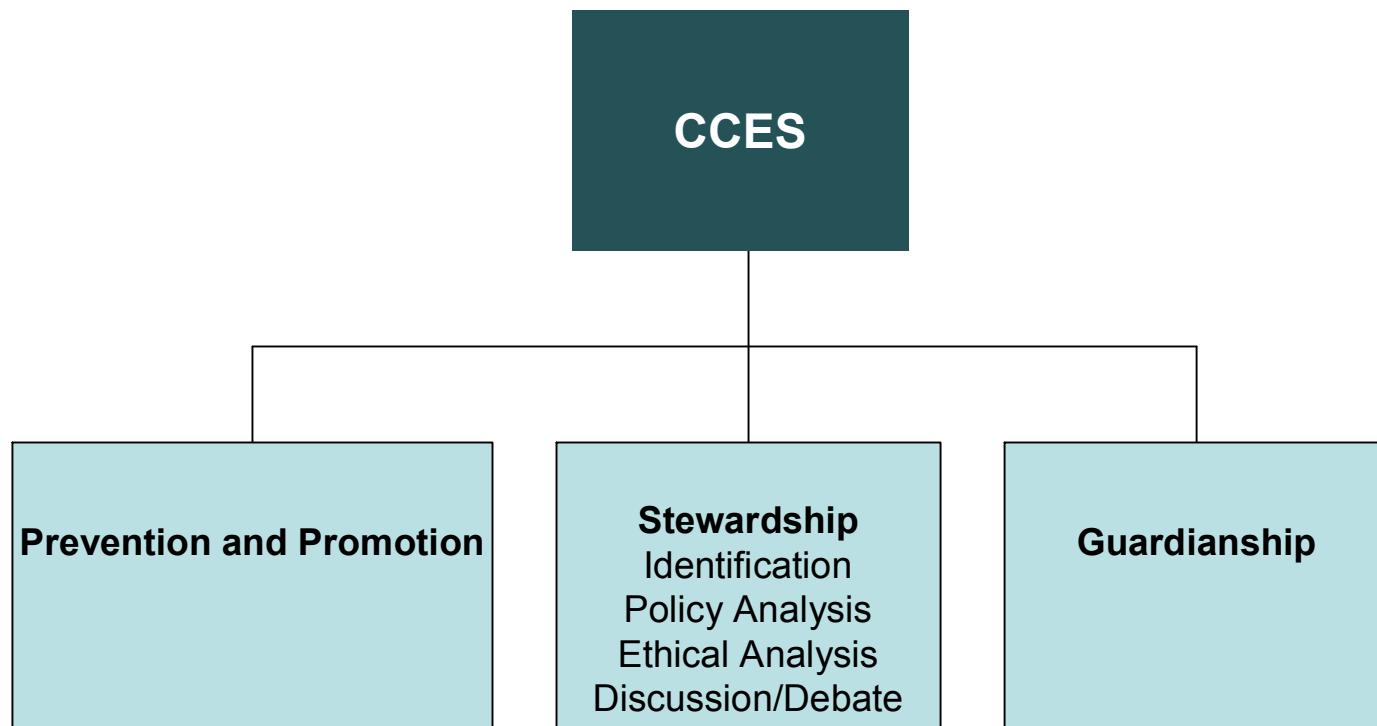 CCES
Prevention and Promotion
Stewardship
Identification
Policy Analysis
Ethical Analysis
Discussion/Debate
Guardianship